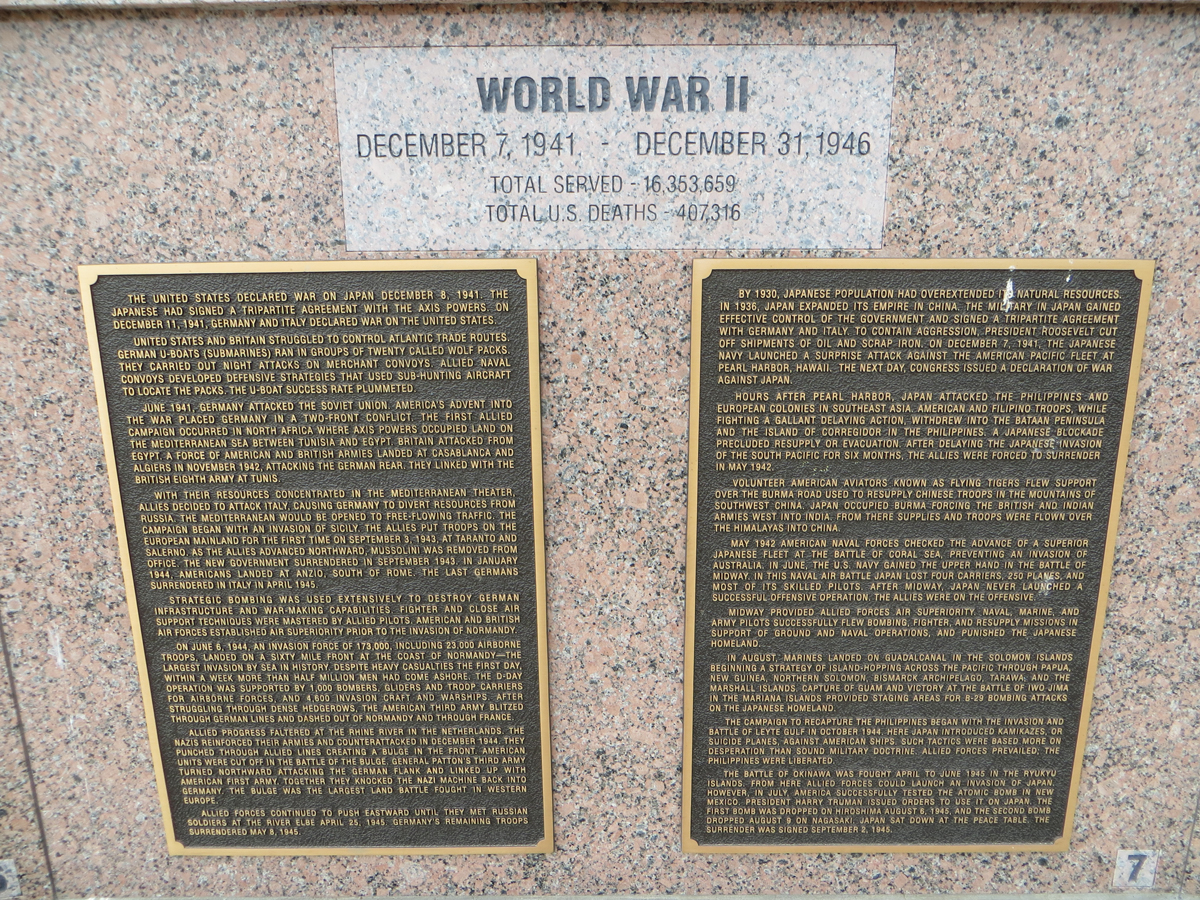 WORLD WAR II
DECEMBER 7, 1941 - DECEMBER 31, 1946
TOTAL SERVED - 16,353,659
TOTAL U.S. DEATHS - 407,316
THE UNITED STATES DECLARED WAR ON JAPAN DECEMBER 8, 1941. THE
JAPANESE HAD SIGNED A TRIPARTITE AGREEMENT WITH THE AXIS POWERS. ON
DECEMBER 11, 1941, GERMANY AND ITALY DECLARED WAR ON THE UNITED STATES.
UNITED STATES AND BRITAIN STRUGGLED TO CONTROL ATLANTIC TRADE ROUTES.
GERMAN U-BOATS (SUBMARINES) RAN IN GROUPS OF TWENTY CALLED WOLF PACKS.
THEY CARRIED OUT NIGHT ATTACKS ON MERCHANT CONVOYS. ALLIED NAVAL
CONVOYS DEVELOPED DEFENSIVE STRATEGIES THAT USED SUB-HUNTING AIRCRAFT
TO LOCATE THE PACKS. THE U-BOAT SUCCESS RATE PLUMMETED.
JUNE 1941, GERMANY ATTACKED THE SOVIET UNION. AMERICA'S ADVENT INTO
THE WAR PLACED GERMANY IN A TWO-FRONT CONFLICT. THE FIRST ALLIED
CAMPAIGN OCCURRED IN NORTH AFRICA WHERE AXIS POWERS OCCUPIED LAND ON
THE MEDITERRANEAN SEA BETWEEN TUNISIA AND EGYPT. BRITAIN ATTACKED FROM
EGYPT. A FORCE OF AMERICAN AND BRITISH ARMIES LANDED AT CASABLANCA AND
ALGIERS IN NOVEMBER 1942, ATTACKING THE GERMAN REAR. THEY LINKED WITH THE
BRITISH EIGHTH ARMY AT TUNIS.
WITH THEIR RESOURCES CONCENTRATED IN THE MEDITERRANEAN THEATER,
ALLIES DECIDED TO ATTACK ITALY, CAUSING GERMANY TO DIVERT RESOURCES FROM
RUSSIA. THE MEDITERRANEAN WOULD BE OPENED TO FREE-FLOWING TRAFFIC. THE
CAMPAIGN BEGAN WITH AN INVASION OF SICILY. THE ALLIES PUT TROOPS ON THE
EUROPEAN MAINLAND FOR THE FIRST TIME ON SEPTEMBER 3, 1943, AT TARANTO AND
SALERNO. AS THE ALLIES ADVANCED NORTHWARD, MUSSOLINI WAS REMOVED FROM
OFFICE. THE NEW GOVERNMENT SURRENDERED IN SEPTEMBER 1943. IN JANUARY
1944, AMERICANS LANDED AT ANZIO, SOUTH OF ROME. THE LAST GERMANS
SURRENDERED IN ITALY IN APRIL 1945.
STRATEGIC BOMBING WAS USED EXTENSIVELY TO DESTROY GERMAN
INFRASTRUCTURE AND WAR-MAKING CAPABILITIES. FIGHTER AND CLOSE AIR
SUPPORT TECHNIQUES WERE MASTERED BY ALLIED PILOTS. AMERICAN AND BRITISH
AIR FORCES ESTABLISHED AIR SUPERIORITY PRIOR TO THE INVASION OF NORMANDY.
ON JUNE 6, 1944, AN INVASION FORCE OF 173,000, INCLUDING 23,000 AIRBORNE
TROOPS, LANDED ON A SIXTY MILE FRONT AT THE COAST OF NORMANDY—THE
LARGEST INVASION BY SEA IN HISTORY. DESPITE HEAVY CASUALTIES THE FIRST DAY,
WITHIN A WEEK MORE THAN HALF MILLION MEN HAD COME ASHORE. THE D-DAY
OPERATION WAS SUPPORTED BY 1,000 BOMBERS, GLIDERS AND TROOP CARRIERS
FOR AIRBORNE FORCES, AND 4,600 INVASION CRAFT AND WARSHIPS. AFTER
STRUGGLING THROUGH DENSE HEDGEROWS, THE AMERICAN THIRD ARMY BLITZED
THROUGH GERMAN LINES AND DASHED OUT OF NORMANDY AND THROUGH FRANCE.
ALLIED PROGRESS FALTERED AT THE RHINE RIVER IN THE NETHERLANDS. THE
NAZIS REINFORCED THEIR ARMIES AND COUNTERATTACKED IN DECEMBER 1944. THEY
PUNCHED THROUGH ALLIED LINES CREATING A BULGE IN THE FRONT. AMERICAN
UNITS WERE CUT OFF IN THE BATTLE OF THE BULGE. GENERAL PATTON'S THIRD ARMY
TURNED NORTHWARD ATTACKING THE GERMAN FLANK AND LINKED UP WITH
AMERICAN FIRST ARMY. TOGETHER THEY KNOCKED THE NAZI MACHINE BACK INTO
GERMANY. THE BULGE WAS THE LARGEST LAND BATTLE FOUGHT IN WESTERN
EUROPE.
ALLIED FORCES CONTINUED TO PUSH EASTWARD UNTIL THEY MET RUSSIAN
SOLDIERS AT THE RIVER ELBE APRIL 25, 1945. GERMANY'S REMAINING TROOPS
SURRENDERED MAY 8, 1945.
BY 1930, JAPANESE POPULATION HAD OVEREXTENDED ITS NATURAL RESOURCES.
IN 1936, JAPAN EXPANDED ITS EMPIRE IN CHINA. THE MILITARY IN JAPAN GAINED
EFFECTIVE CONTROL OF THE GOVERNMENT AND SIGNED A TRIPARTITE AGREEMENT
WITH GERMANY AND ITALY. TO CONTAIN AGGRESSION, PRESIDENT ROOSEVELT CUT
OFF SHIPMENTS OF OIL AND SCRAP IRON. ON DECEMBER 7, 1941, THE JAPANESE
NAVY LAUNCHED A SURPRISE ATTACK AGAINST THE AMERICAN PACIFIC FLEET AT
PEARL HARBOR, HAWAII. THE NEXT DAY, CONGRESS ISSUED A DECLARATION OF WAR
AGAINST JAPAN.
HOURS AFTER PEARL HARBOR, JAPAN ATTACKED THE PHILIPPINES AND
EUROPEAN COLONIES IN SOUTHEAST ASIA. AMERICAN AND FILIPINO TROOPS, WHILE
FIGHTING A GALLANT DELAYING ACTION, WITHDREW INTO THE BATAAN PENINSULA
AND THE ISLAND OF CORREGIDOR IN THE PHILIPPINES. A JAPANESE BLOCKADE
PRECLUDED RESUPPLY OR EVACUATION. AFTER DELAYING THE JAPANESE INVASION
OF THE SOUTH PACIFIC FOR SIX MONTHS, THE ALLIES WERE FORCED TO SURRENDER
IN MAY 1942.
VOLUNTEER AMERICAN AVIATORS KNOWN AS FLYING TIGERS FLEW SUPPORT
OVER THE BURMA ROAD USED TO RESUPPLY CHINESE TROOPS IN THE MOUNTAINS OF
SOUTHWEST CHINA. JAPAN OCCUPIED BURMA FORCING THE BRITISH AND INDIAN
ARMIES WEST INTO INDIA. FROM THERE SUPPLIES AND TROOPS WERE FLOWN OVER
THE HIMALAYAS INTO CHINA.
MAY 1942 AMERICAN NAVAL FORCES CHECKED THE ADVANCE OF A SUPERIOR
JAPANESE FLEET AT THE BATTLE OF CORAL SEA, PREVENTING AN INVASION OF
AUSTRALIA. IN JUNE, THE U.S. NAVY GAINED THE UPPER HAND IN THE BATTLE OF
MIDWAY. IN THIS NAVAL AIR BATTLE JAPAN LOST FOUR CARRIERS, 250 PLANES, AND
MOST OF ITS SKILLED PILOTS. AFTER MIDWAY, JAPAN NEVER LAUNCHED A
SUCCESSFUL OFFENSIVE OPERATION. THE ALLIES WERE ON THE OFFENSIVE.
MIDWAY PROVIDED ALLIED FORCES AIR SUPERIORITY. NAVAL, MARINE, AND
ARMY PILOTS SUCCESSFULLY FLEW BOMBING, FIGHTER, AND RESUPPLY MISSIONS IN
SUPPORT OF GROUND AND NAVAL OPERATIONS, AND PUNISHED THE JAPANESE
HOMELAND.
IN AUGUST, MARINES LANDED ON GUADALCANAL IN THE SOLOMON ISLANDS
BEGINNING A STRATEGY OF ISLAND-HOPPING ACROSS THE PACIFIC THROUGH PAPUA,
NEW GUINEA, NORTHERN SOLOMON, BISMARCK ARCHIPELAGO, TARAWA, AND THE
MARSHALL ISLANDS. CAPTURE OF GUAM AND VICTORY AT THE BATTLE OF IWO JIMA
IN THE MARIANA ISLANDS PROVIDED STAGING AREAS FOR B-29 BOMBING ATTACKS
ON THE JAPANESE HOMELAND.
THE CAMPAIGN TO RECAPTURE THE PHILIPPINES BEGAN WITH THE INVASION AND
BATTLE OF LEYTE GULF IN OCTOBER 1944. HERE JAPAN INTRODUCED KAMIKAZES, OR
SUICIDE PLANES, AGAINST AMERICAN SHIPS. SUCH TACTICS WERE BASED MORE ON
DESPERATION THAN SOUND MILITARY DOCTRINE. ALLIED FORCES PREVAILED; THE
PHILIPPINES WERE LIBERATED.
THE BATTLE OF OKINAWA WAS FOUGHT APRIL TO JUNE 1945 IN THE RYUKYU
ISLANDS. FROM HERE ALLIED FORCES COULD LAUNCH AN INVASION OF JAPAN.
HOWEVER, IN JULY, AMERICA SUCCESSFULLY TESTED THE ATOMIC BOMB IN NEW
MEXICO. PRESIDENT HARRY TRUMAN ISSUED ORDERS TO USE IT ON JAPAN. THE
FIRST BOMB WAS DROPPED ON HIROSHIMA AUGUST 6, 1945, AND THE SECOND BOMB
DROPPED AUGUST 9 ON NAGASAKI. JAPAN SAT DOWN AT THE PEACE TABLE. THE
SURRENDER WAS SIGNED SEPTEMBER 2, 1945.
7